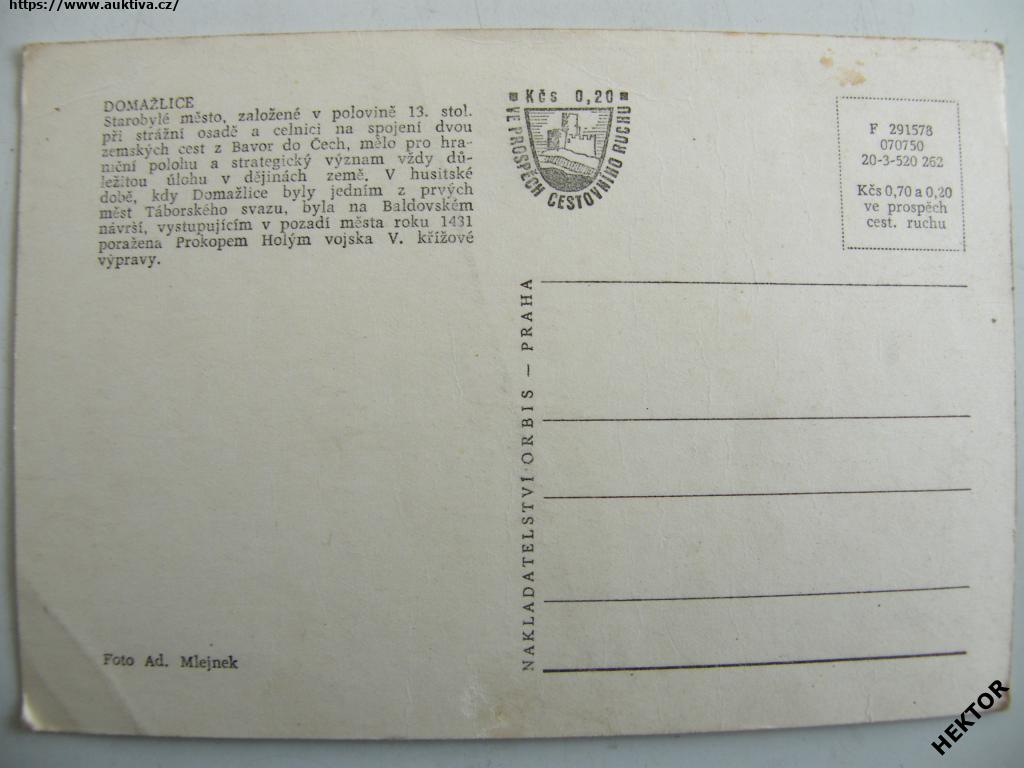 https://www.auktiva.cz/
DOMAŽLICE
Starobylé město, založené v polovině 13. stol.
při strážní osadě a celnici na spojení dvou
zemských cest z Bavor do Čech, mělo pro hra-
niční polohu a strategický význam vždy dů-
ležitou úlohu v dějinách země. V husitské
době, kdy Domažlice byly jedním z prvých
měst Táborského svazu, byla na Baldovském
návrší, vystupujícím v pozadí města roku 1431
poražena Prokopem Holým vojska V. křížové
výpravy.
Foto Ad. Mlejnek
NAKLADATELSTVÍ ORBIS — PRAHA
Kčs 0,20
VE PROSPĚCH CESTOVNÍHO RUCHU
F 291578
070750
20-3-520 262
Kčs 0,70 a 0,20
ve prospěch
cest. ruchu
HEKTOR